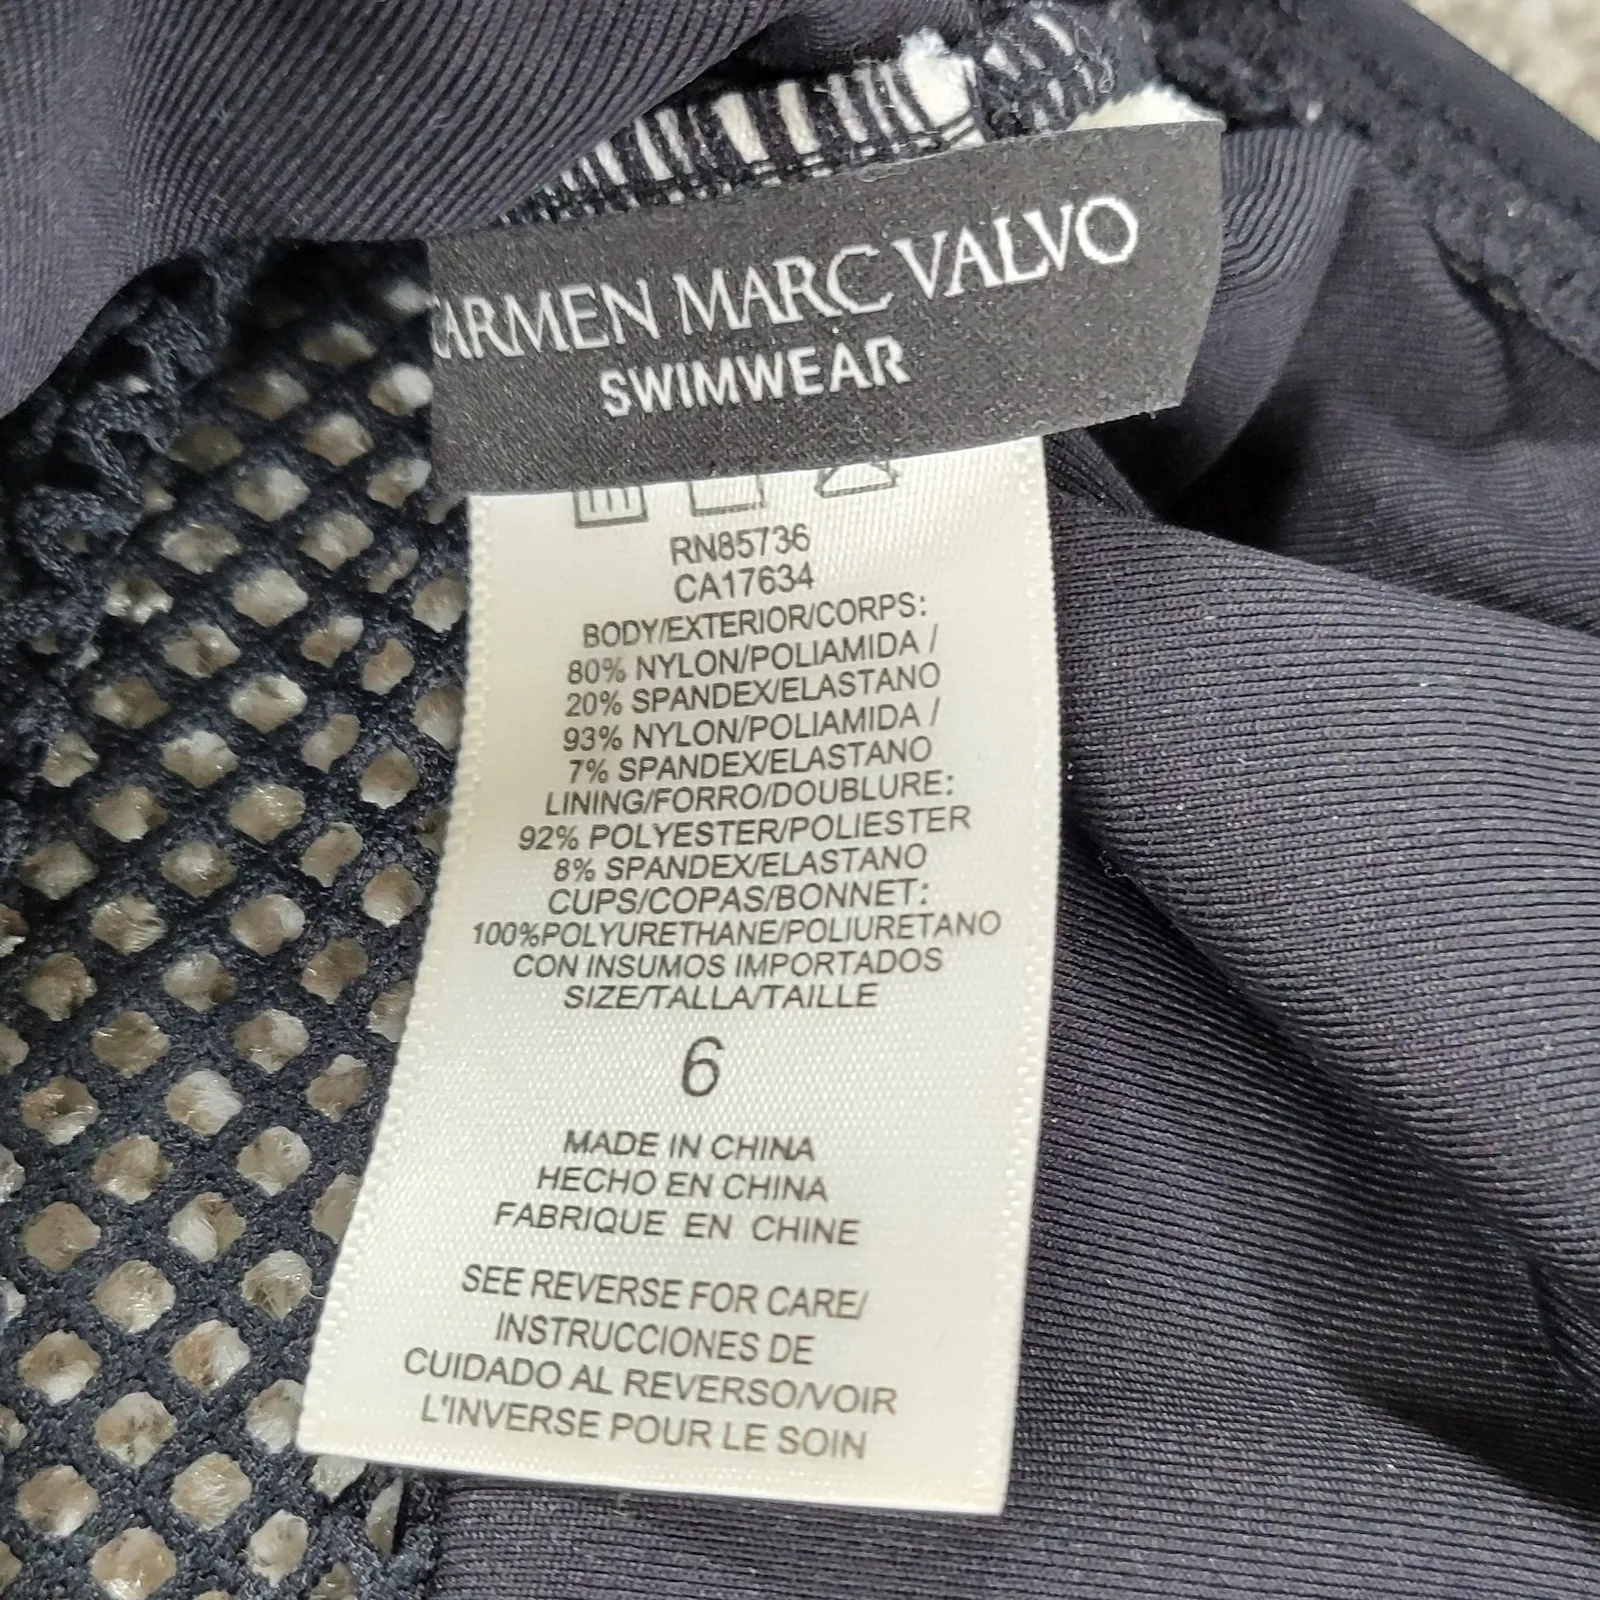 CARMEN MARC VALVO
SWIMWEAR
RN85736
CA17634
BODY/EXTERIOR/CORPS:
80% NYLON/POLIAMIDA /
20% SPANDEX/ELASTANO
93% NYLON/POLIAMIDA /
7% SPANDEX/ELASTANO
LINING/FORRO/DOUBLURE:
92% POLYESTER/POLIESTER
8% SPANDEX/ELASTANO
CUPS/COPAS/BONNET:
100%POLYURETHANE/POLIURETANO
CON INSUMOS IMPORTADOS
SIZE/TALLA/TAILLE
6
MADE IN CHINA
HECHO EN CHINA
FABRIQUE EN CHINE
SEE REVERSE FOR CARE/
INSTRUCCIONES DE
CUIDADO AL REVERSO/VOIR
L'INVERSE POUR LE SOIN